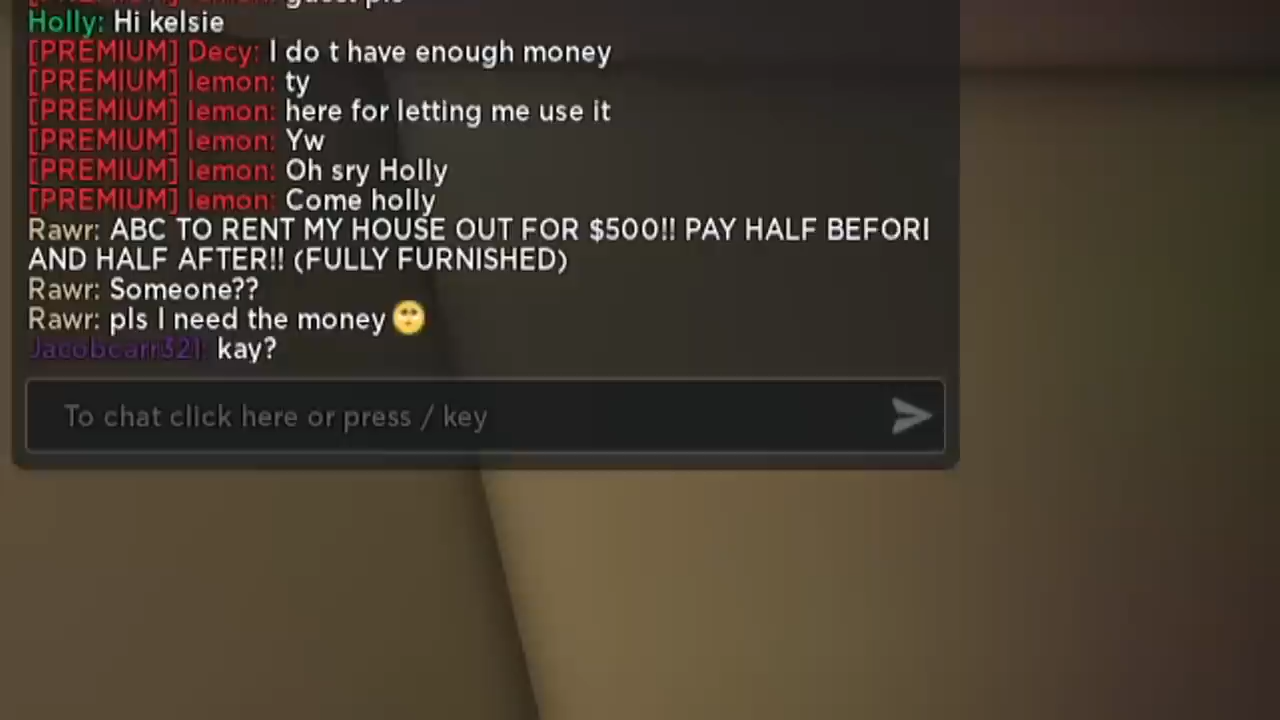 Holly: Hi kelsie
[PREMIUM] Decy: I do t have enough money
[PREMIUM] lemon: ty
[PREMIUM] lemon: here for letting me use it
[PREMIUM] lemon: Yw
[PREMIUM] lemon: Oh sry Holly
[PREMIUM] lemon: Come holly
Rawr: ABC TO RENT MY HOUSE OUT FOR $500!! PAY HALF BEFORI
AND HALF AFTER!! (FULLY FURNISHED)
Rawr: Someone??
Rawr: pls I need the money 🥺
kay?
To chat click here or press / key